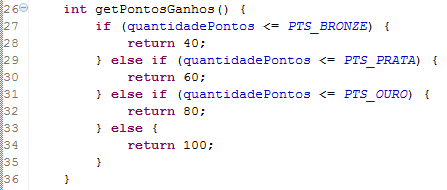 26 int getPontosGanhos() {
27 if (quantidadePontos <= PTS_BRONZE) {
28 return 40;
29 } else if (quantidadePontos <= PTS_PRATA) {
30 return 60;
31 } else if (quantidadePontos <= PTS_OURO) {
32 return 80;
33 } else {
34 return 100;
35 }
36 }